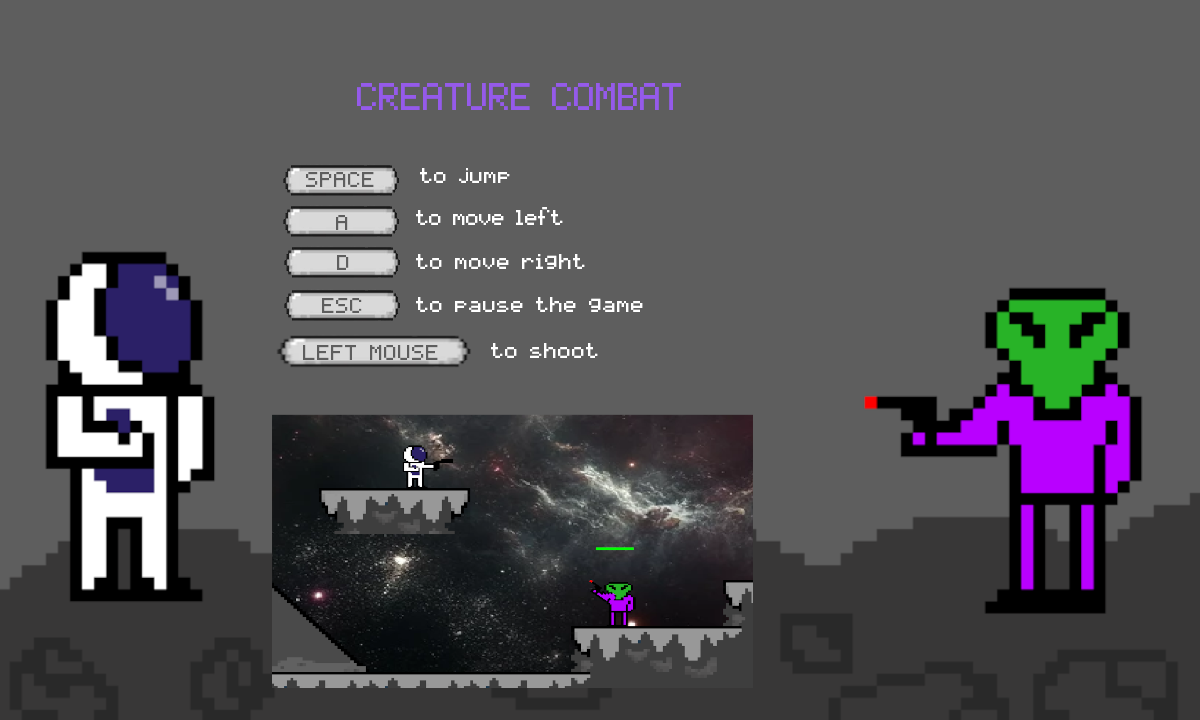 CREATURE COMBAT
SPACE to jump
A to move left
D to move right
ESC to pause the game
LEFT MOUSE to shoot